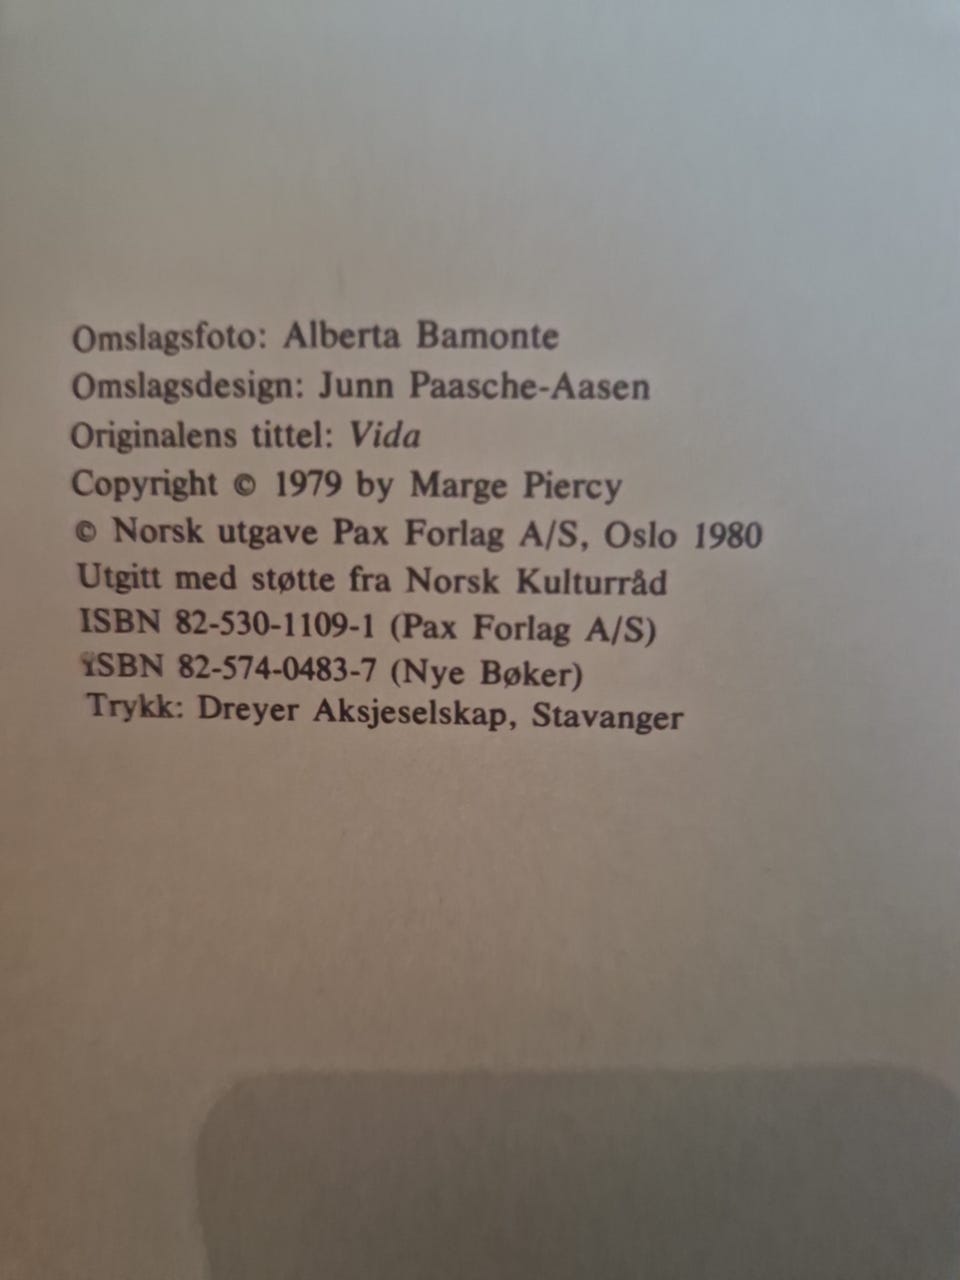 Omslagsfoto: Alberta Bamonte
Omslagsdesign: Junn Paasche-Aasen
Originalens tittel: Vida
Copyright © 1979 by Marge Piercy
© Norsk utgave Pax Forlag A/S, Oslo 1980
Utgitt med støtte fra Norsk Kulturråd
ISBN 82-530-1109-1 (Pax Forlag A/S)
ISBN 82-574-0483-7 (Nye Bøker)
Trykk: Dreyer Aksjeselskap, Stavanger